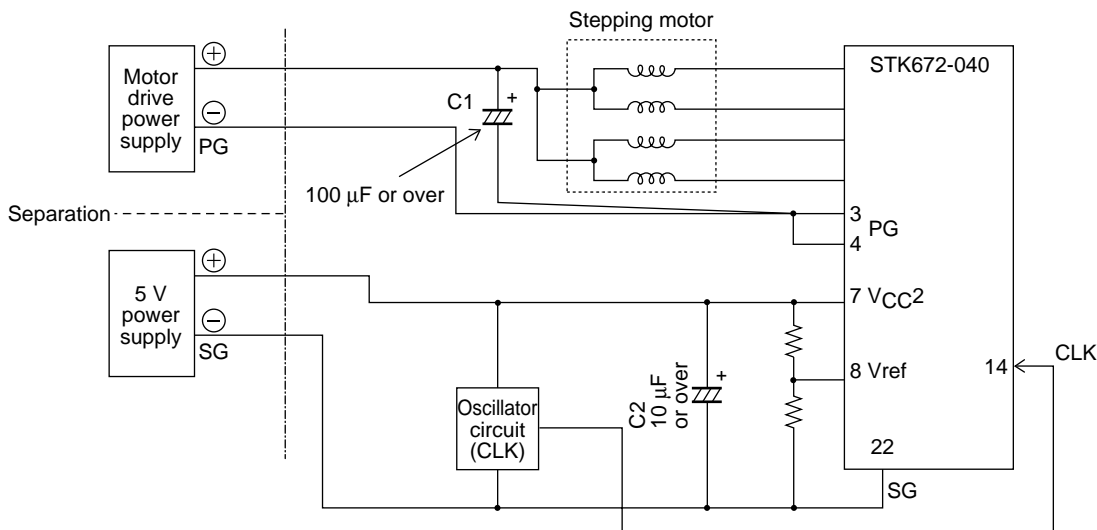 Stepping motor
⊕
Motor
drive
power
supply
⊖
PG
C1
+
100 µF or over
STK672-040
Separation
3
PG
4
⊕
5 V
power
supply
⊖
SG
7 VCC2
8 Vref
14
CLK
Oscillator
circuit
(CLK)
C2
10 µF
or over
+
22
SG